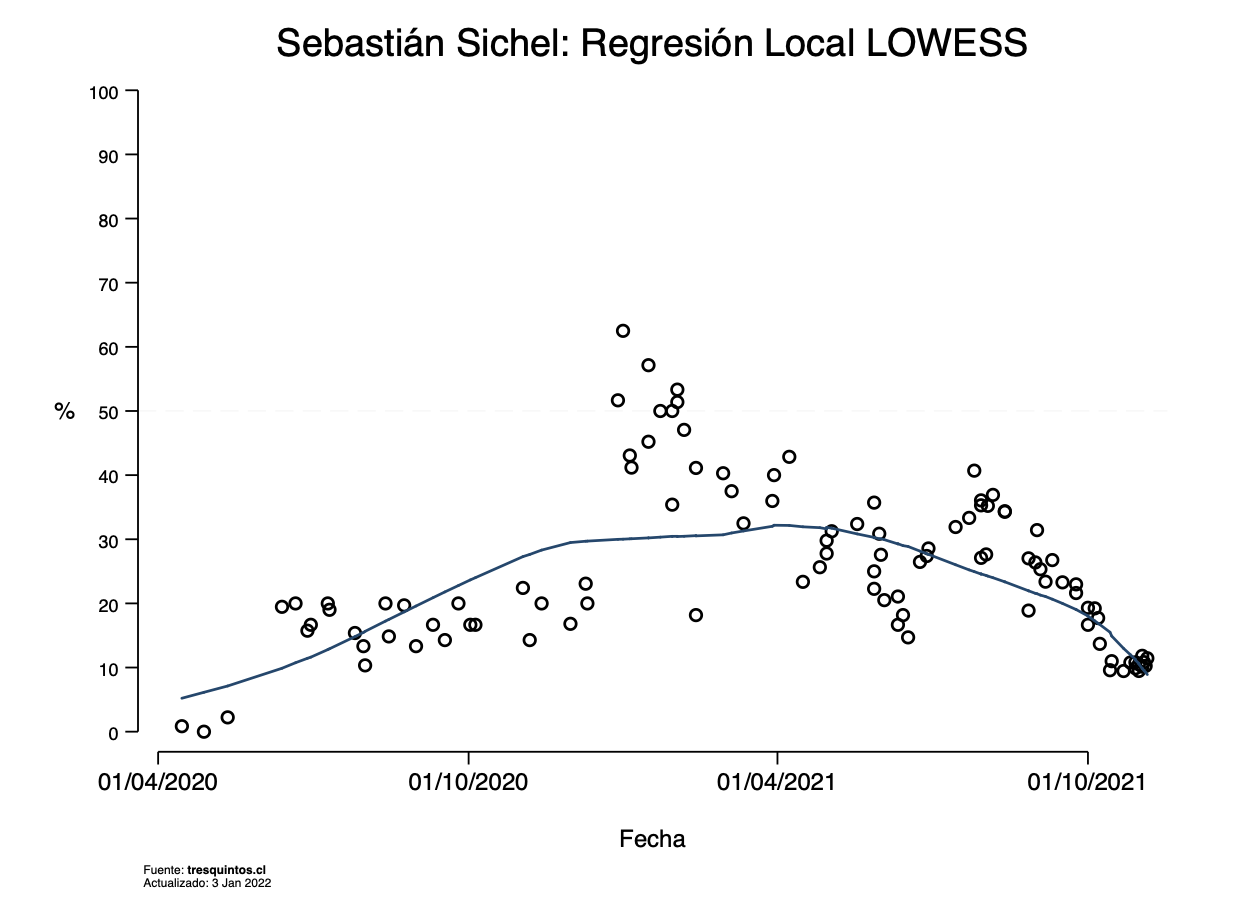 Sebastián Sichel: Regresión Local LOWESS
100
90
80
70
60
% 50
40
30
20
10
0
01/04/2020 01/10/2020 01/04/2021 01/10/2021
Fecha
Fuente: tresquintos.cl
Actualizado: 3 Jan 2022